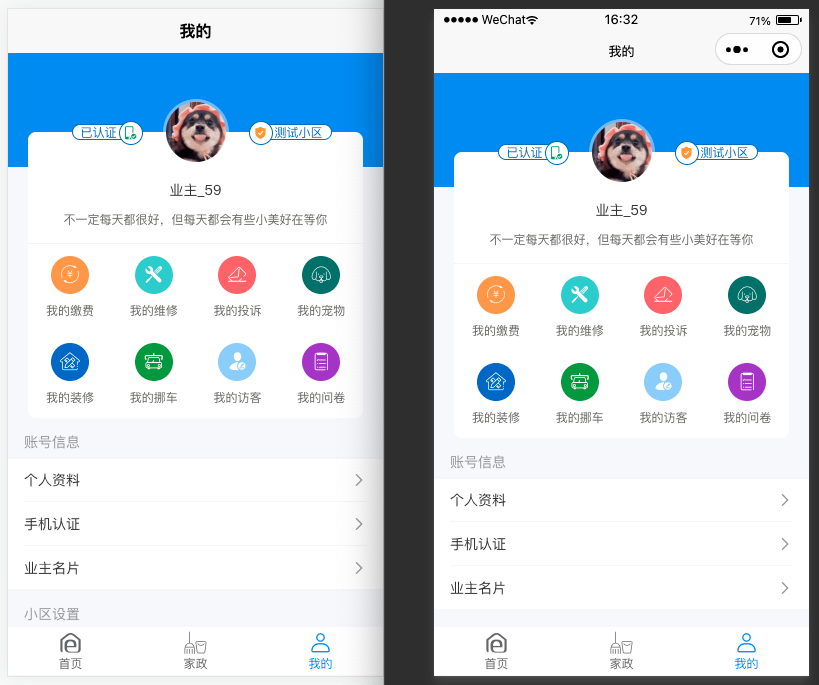 我的
已认证
测试小区
业主_59
不一定每天都很好，但每天都会有些小美好在等你
我的缴费 我的维修 我的投诉 我的宠物
我的装修 我的挪车 我的访客 我的问卷
账号信息
个人资料
手机认证
业主名片
小区设置
首页 家政 我的
WeChat 16:32 71%
我的
已认证
测试小区
业主_59
不一定每天都很好，但每天都会有些小美好在等你
我的缴费 我的维修 我的投诉 我的宠物
我的装修 我的挪车 我的访客 我的问卷
账号信息
个人资料
手机认证
业主名片
首页 家政 我的